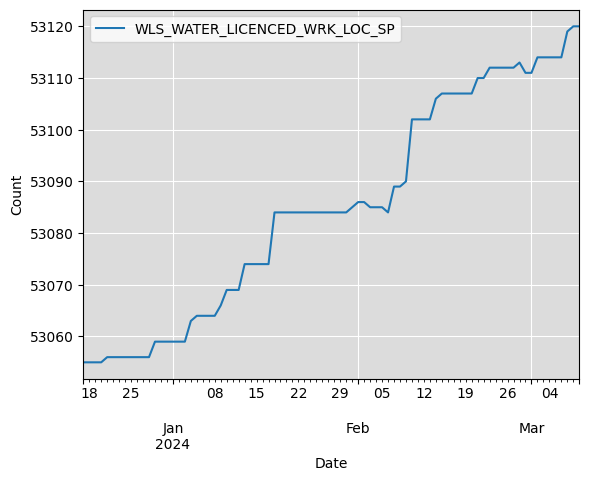 WLS_WATER_LICENCED_WRK_LOC_SP
53120
53110
53100
53090
53080
53070
53060
Count
18 25 08 15 22 29 05 12 19 26 04
Jan Feb Mar
2024
Date